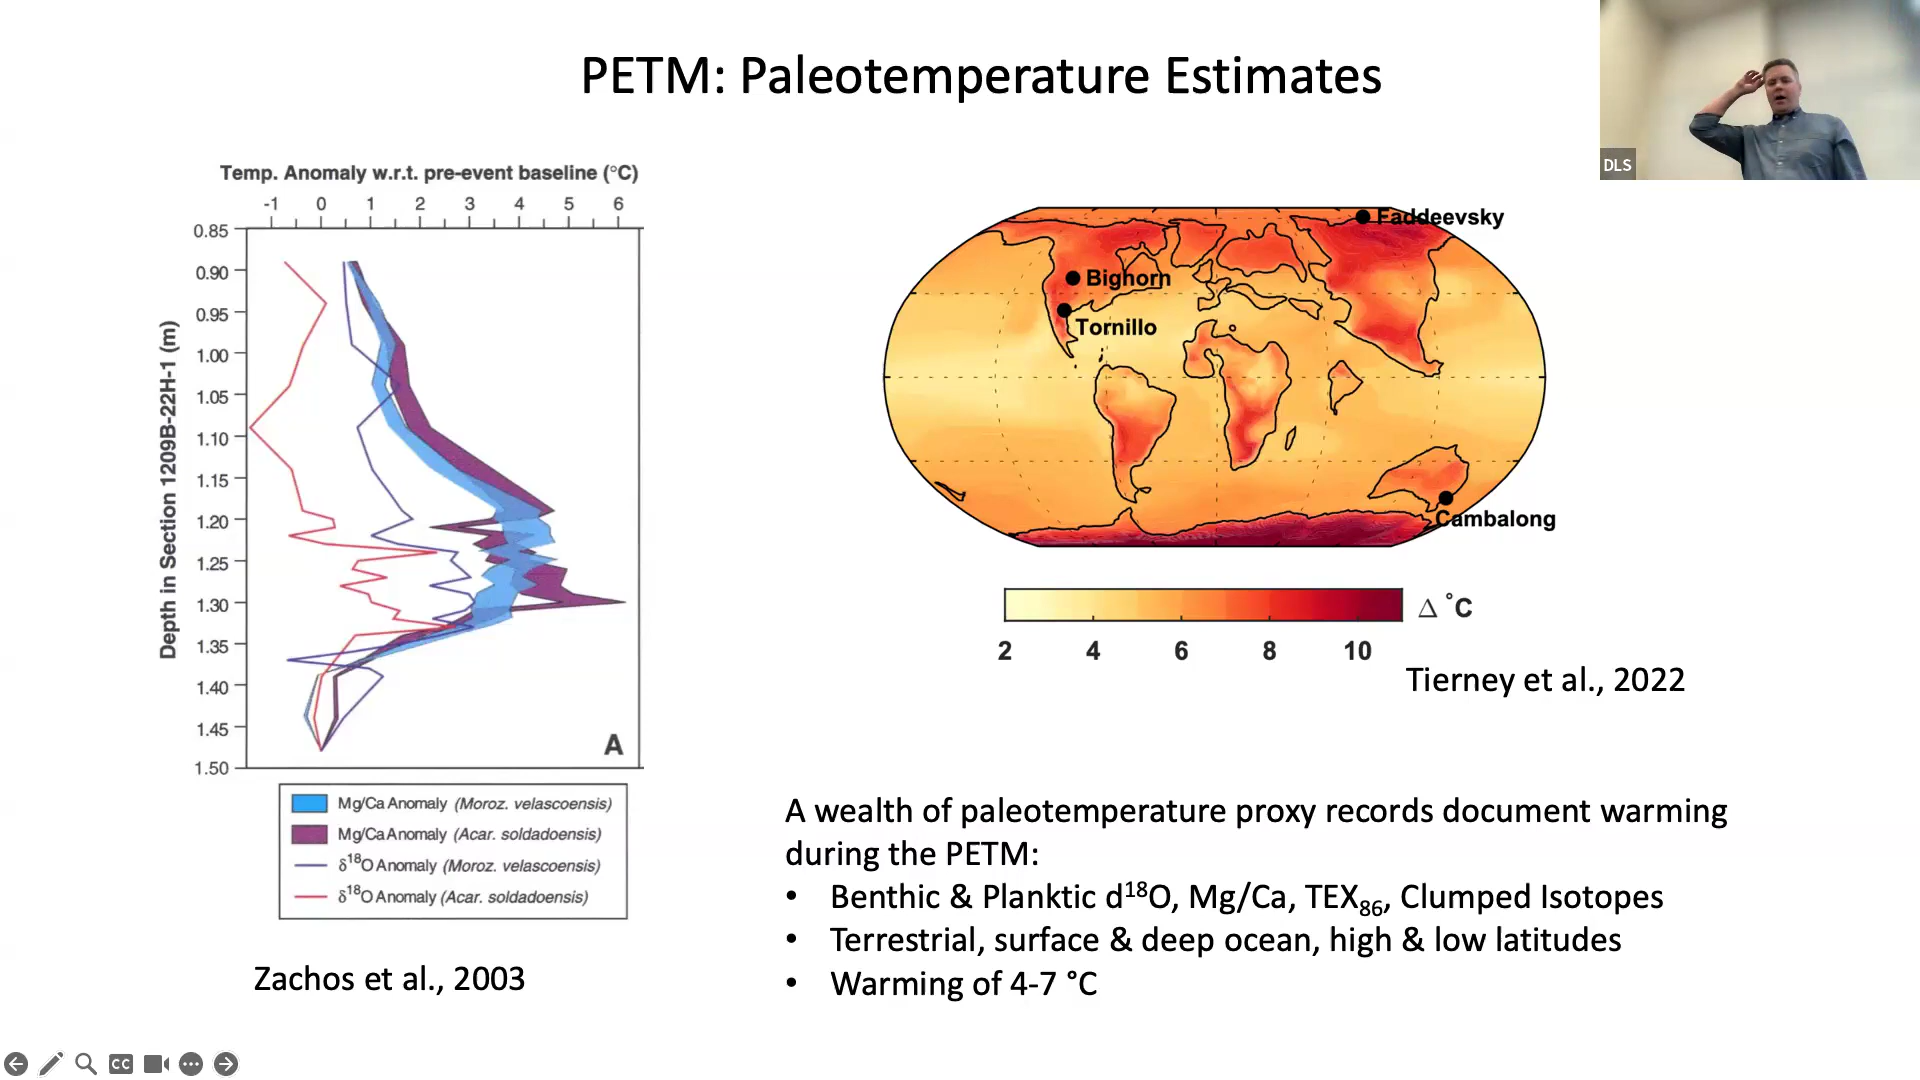 PETM: Paleotemperature Estimates
DLS
Temp. Anomaly w.r.t. pre-event baseline (°C)
-1 0 1 2 3 4 5 6
0.85
0.90
0.95
1.00
1.05
1.10
1.15
1.20
1.25
1.30
1.35
1.40
1.45
1.50
Depth in Section 1209B-22H-1 (m)
A
Mg/Ca Anomaly (Moroz. velascoensis)
Mg/Ca Anomaly (Acar. soldadoensis)
δ¹⁸O Anomaly (Moroz. velascoensis)
δ¹⁸O Anomaly (Acar. soldadoensis)
Zachos et al., 2003
Faddeevsky
Bighorn
Tornillo
Cambalong
Δ °C
2 4 6 8 10
Tierney et al., 2022
A wealth of paleotemperature proxy records document warming
during the PETM:
• Benthic & Planktic d¹⁸O, Mg/Ca, TEX₈₆, Clumped Isotopes
• Terrestrial, surface & deep ocean, high & low latitudes
• Warming of 4-7 °C
CC